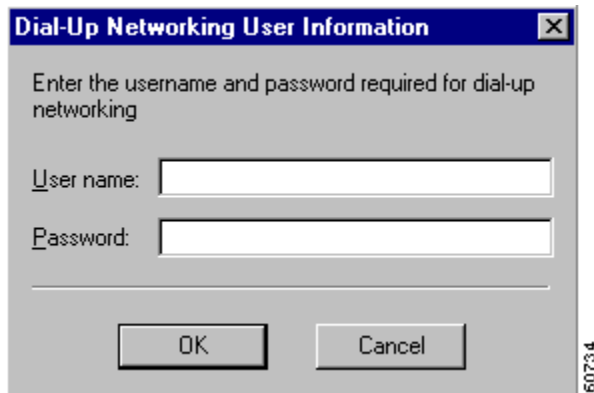 Dial-Up Networking User Information
Enter the username and password required for dial-up
networking
User name:
Password:
OK Cancel
60734